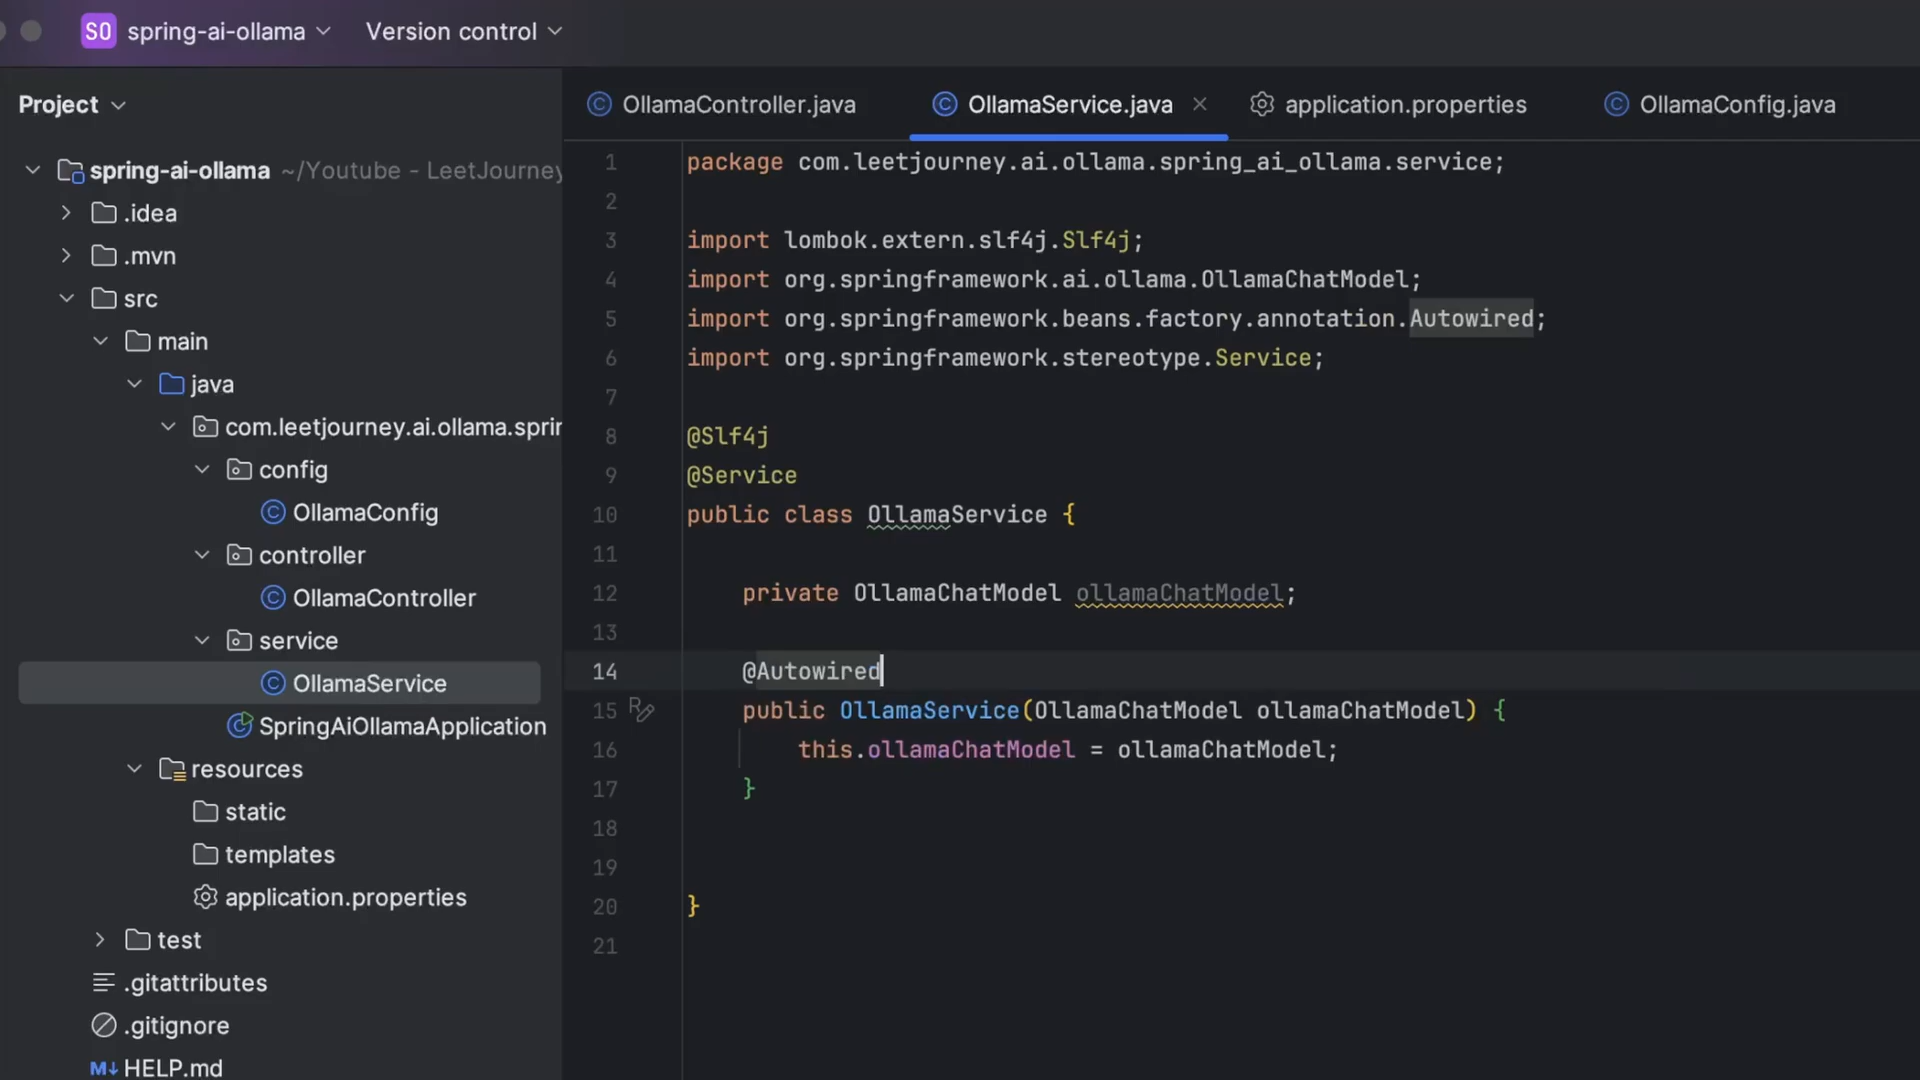 SO spring-ai-ollama Version control
Project
spring-ai-ollama ~/Youtube - LeetJourney
.idea
.mvn
src
main
java
com.leetjourney.ai.ollama.sprin
config
OllamaConfig
controller
OllamaController
service
OllamaService
SpringAiOllamaApplication
resources
static
templates
application.properties
test
.gitattributes
.gitignore
M↓ HELP.md
OllamaController.java OllamaService.java application.properties OllamaConfig.java
1 package com.leetjourney.ai.ollama.spring_ai_ollama.service;
2
3 import lombok.extern.slf4j.Slf4j;
4 import org.springframework.ai.ollama.OllamaChatModel;
5 import org.springframework.beans.factory.annotation.Autowired;
6 import org.springframework.stereotype.Service;
7
8 @Slf4j
9 @Service
10 public class OllamaService {
11
12 private OllamaChatModel ollamaChatModel;
13
14 @Autowired
15 public OllamaService(OllamaChatModel ollamaChatModel) {
16 this.ollamaChatModel = ollamaChatModel;
17 }
18
19
20 }
21